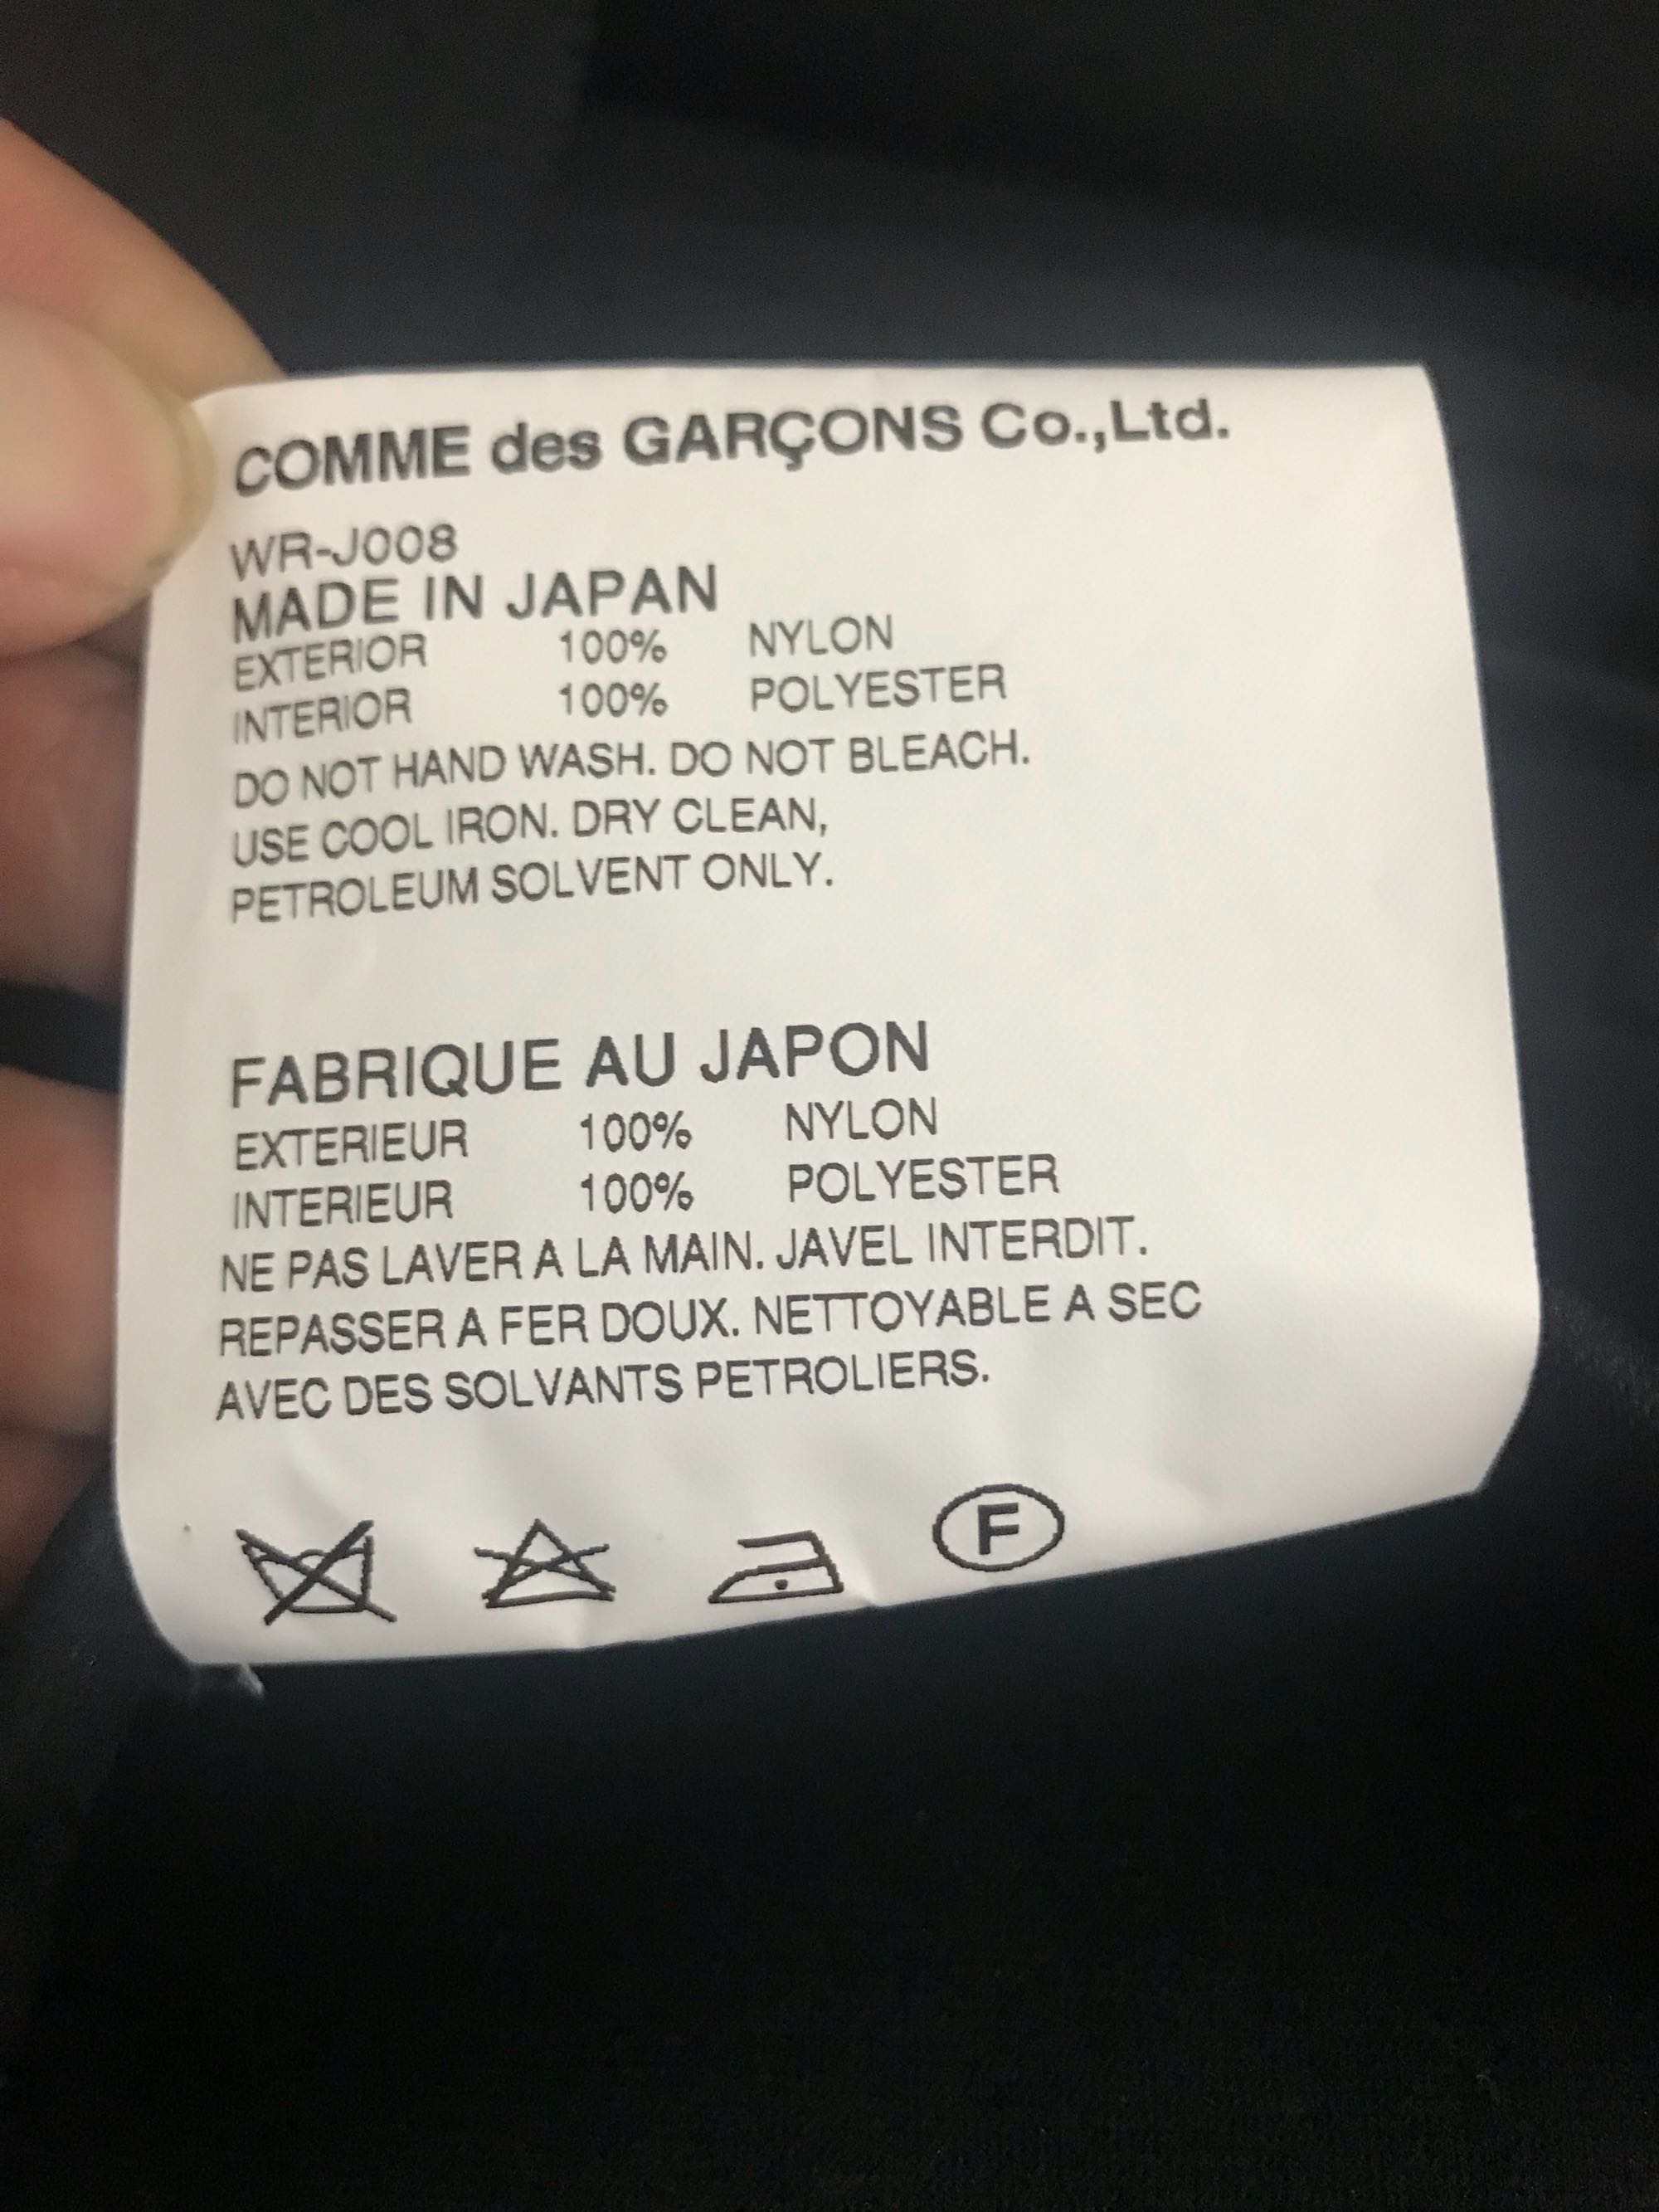 COMME des GARÇONS Co.,Ltd.
WR-J008
MADE IN JAPAN
EXTERIOR 100% NYLON
INTERIOR 100% POLYESTER
DO NOT HAND WASH. DO NOT BLEACH.
USE COOL IRON. DRY CLEAN,
PETROLEUM SOLVENT ONLY.
FABRIQUE AU JAPON
EXTERIEUR 100% NYLON
INTERIEUR 100% POLYESTER
NE PAS LAVER A LA MAIN. JAVEL INTERDIT.
REPASSER A FER DOUX. NETTOYABLE A SEC
AVEC DES SOLVANTS PETROLIERS.
F